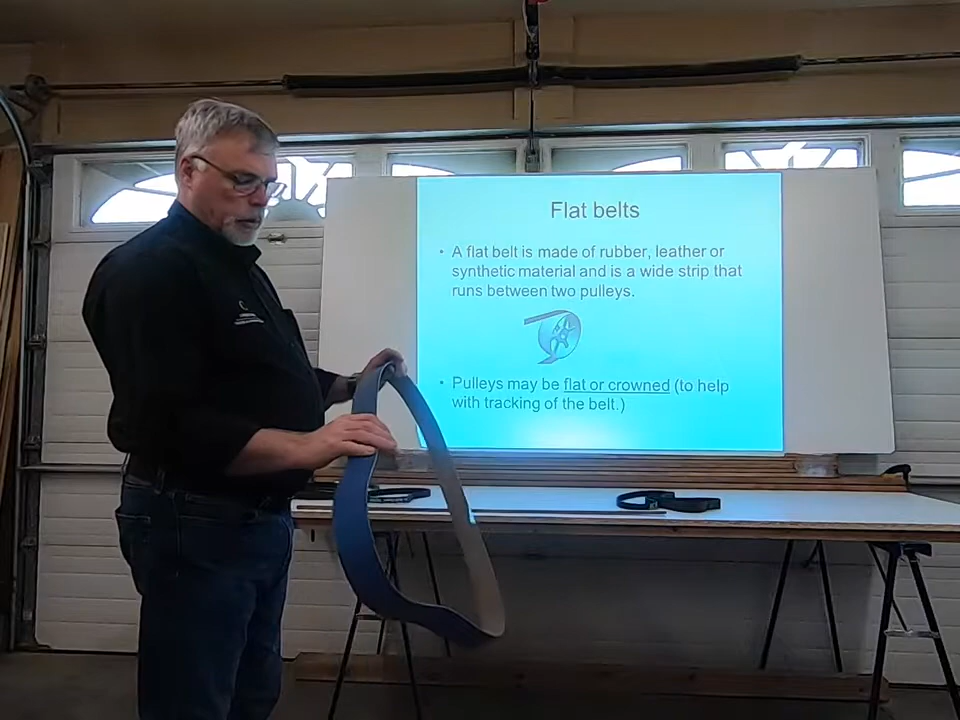 Flat belts
• A flat belt is made of rubber, leather or
synthetic material and is a wide strip that
runs between two pulleys.
• Pulleys may be flat or crowned (to help
with tracking of the belt.)